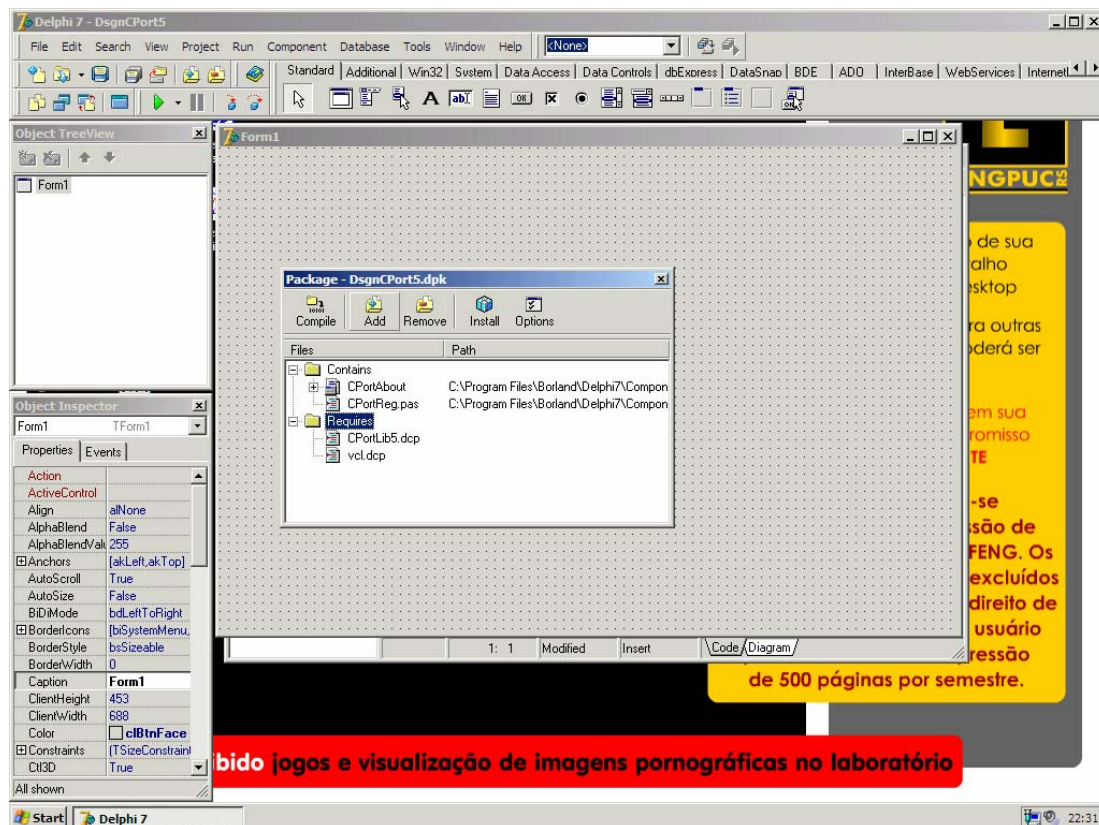 Delphi 7 - DsgnCPort5
File Edit Search View Project Run Component Database Tools Window Help <None>
Standard Additional Win32 System Data Access Data Controls dbExpress DataSnap BDE ADO InterBase WebServices Internet
Object TreeView
Form1
Form1
NGPUCRS
Package - DsgnCPort5.dpk
Compile Add Remove Install Options
Files Path
Contains
CPortAbout C:\Program Files\Borland\Delphi7\Compon
CPortReg.pas C:\Program Files\Borland\Delphi7\Compon
Requires
CPortLib5.dcp
vcl.dcp
Object Inspector
Form1 TForm1
Properties Events
Action
ActiveControl
Align alNone
AlphaBlend False
AlphaBlendValu 255
Anchors [akLeft,akTop]
AutoScroll True
AutoSize False
BiDiMode bdLeftToRight
BorderIcons [biSystemMenu,
BorderStyle bsSizeable
BorderWidth 0
Caption Form1
ClientHeight 453
ClientWidth 688
Color clBtnFace
Constraints (TSizeConstraint
Ctl3D True
All shown
1: 1 Modified Insert Code Diagram
de sua
alho
esktop
ra outras
oderá ser
em sua
romisso
TE
-se
ssão de
FENG. Os
excluídos
direito de
usuário
ressão
de 500 páginas por semestre.
ibido jogos e visualização de imagens pornográficas no laboratório
Start Delphi 7 22:31